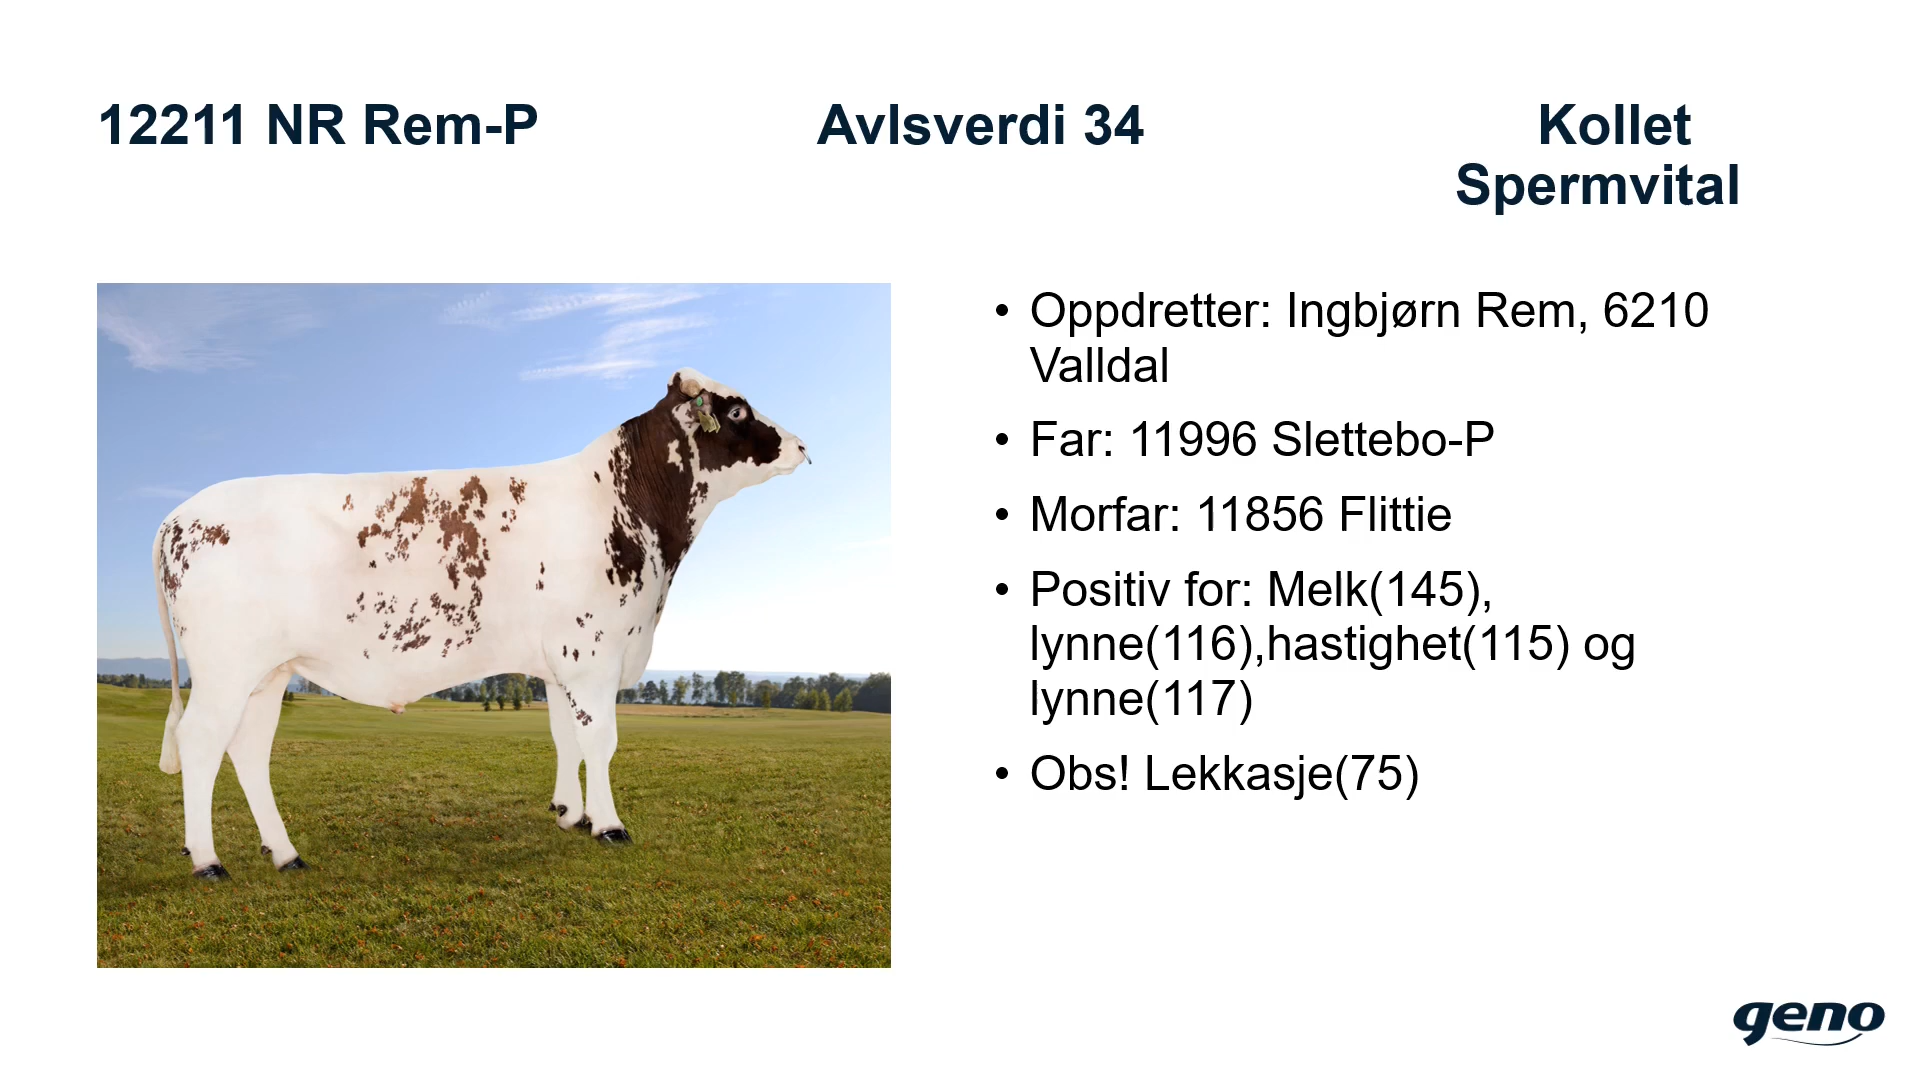 12211 NR Rem-P
Avlsverdi 34
Kollet
Spermvital
• Oppdretter: Ingbjørn Rem, 6210
Valldal
• Far: 11996 Slettebo-P
• Morfar: 11856 Flittie
• Positiv for: Melk(145),
lynne(116),hastighet(115) og
lynne(117)
• Obs! Lekkasje(75)
geno